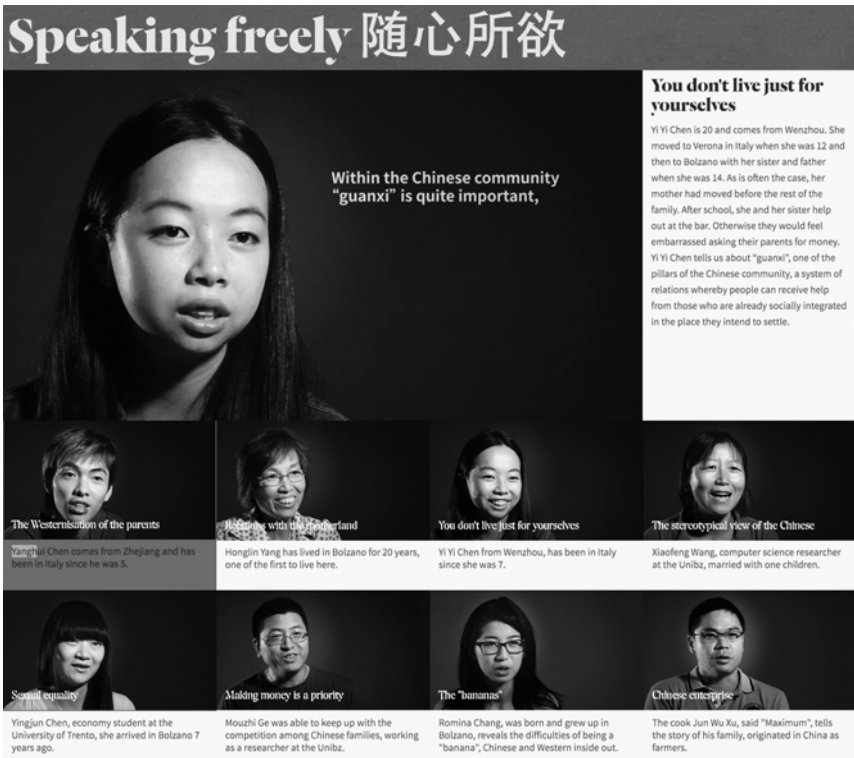 Speaking freely 随心所欲
Within the Chinese community
“guanxi” is quite important,
You don't live just for
yourselves
Yi Yi Chen is 20 and comes from Wenzhou. She
moved to Verona in Italy when she was 12 and
then to Bolzano with her sister and father
when she was 14. As is often the case, her
mother had moved before the rest of the
family. After school, she and her sister help
out at the bar. Otherwise they would feel
embarrassed asking their parents for money.
Yi Yi Chen tells us about "guanxi", one of the
pillars of the Chinese community, a system of
relations whereby people can receive help
from those who are already socially integrated
in the place they intend to settle.
The Westernisation of the parents
Yanghui Chen comes from Zhejiang and has
been in Italy since he was 5.
Relations with the motherland
Honglin Yang has lived in Bolzano for 20 years,
one of the first to live here.
You don't live just for yourselves
Yi Yi Chen from Wenzhou, has been in Italy
since she was 7.
The stereotypical view of the Chinese
Xiaofeng Wang, computer science researcher
at the Unibz, married with one children.
Sexual equality
Yingjun Chen, economy student at the
University of Trento, she arrived in Bolzano 7
years ago.
Making money is a priority
Mouzhi Ge was able to keep up with the
competition among Chinese families, working
as a researcher at the Unibz.
The "bananas"
Romina Chang, was born and grew up in
Bolzano, reveals the difficulties of being a
"banana", Chinese and Western inside out.
Chinese enterprise
The cook Jun Wu Xu, said "Maximum", tells
the story of his family, originated in China as
farmers.